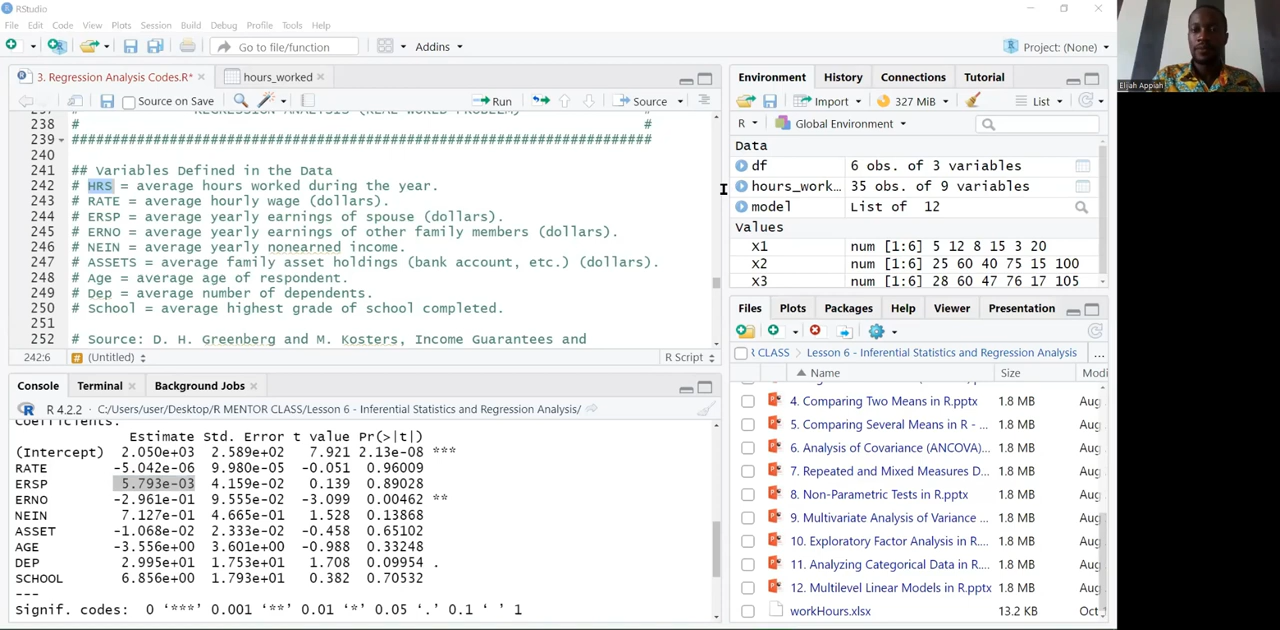 RStudio
File Edit Code View Plots Session Build Debug Profile Tools Help
Go to file/function Addins Project: (None)
3. Regression Analysis Codes.R* hours_worked
Source on Save Run Source
238 # #
239 ################################################################################
240
241 ## Variables Defined in the Data
242 # HRS = average hours worked during the year.
243 # RATE = average hourly wage (dollars).
244 # ERSP = average yearly earnings of spouse (dollars).
245 # ERNO = average yearly earnings of other family members (dollars).
246 # NEIN = average yearly nonearned income.
247 # ASSETS = average family asset holdings (bank account, etc.) (dollars).
248 # Age = average age of respondent.
249 # Dep = average number of dependents.
250 # School = average highest grade of school completed.
251
252 # Source: D. H. Greenberg and M. Kosters, Income Guarantees and
242:6 (Untitled) R Script
Console Terminal Background Jobs
R 4.2.2 · C:/Users/user/Desktop/R MENTOR CLASS/Lesson 6 - Inferential Statistics and Regression Analysis/
Coefficients:
Estimate Std. Error t value Pr(>|t|)
(Intercept) 2.050e+03 2.589e+02 7.921 2.13e-08 ***
RATE -5.042e-06 9.980e-05 -0.051 0.96009
ERSP 5.793e-03 4.159e-02 0.139 0.89028
ERNO -2.961e-01 9.555e-02 -3.099 0.00462 **
NEIN 7.127e-01 4.665e-01 1.528 0.13868
ASSET -1.068e-02 2.333e-02 -0.458 0.65102
AGE -3.556e+00 3.601e+00 -0.988 0.33248
DEP 2.995e+01 1.753e+01 1.708 0.09954 .
SCHOOL 6.856e+00 1.793e+01 0.382 0.70532
---
Signif. codes: 0 ‘***’ 0.001 ‘**’ 0.01 ‘*’ 0.05 ‘.’ 0.1 ‘ ’ 1
Environment History Connections Tutorial
Import 327 MiB List
R Global Environment
Data
df 6 obs. of 3 variables
hours_work... 35 obs. of 9 variables
model List of 12
Values
x1 num [1:6] 5 12 8 15 3 20
x2 num [1:6] 25 60 40 75 15 100
x3 num [1:6] 28 60 47 76 17 105
Files Plots Packages Help Viewer Presentation
R CLASS Lesson 6 - Inferential Statistics and Regression Analysis ...
Name Size Modi
4. Comparing Two Means in R.pptx 1.8 MB Aug
5. Comparing Several Means in R - ... 1.8 MB Aug
6. Analysis of Covariance (ANCOVA)... 1.8 MB Aug
7. Repeated and Mixed Measures D... 1.8 MB Aug
8. Non-Parametric Tests in R.pptx 1.8 MB Aug
9. Multivariate Analysis of Variance ... 1.8 MB Aug
10. Exploratory Factor Analysis in R.... 1.8 MB Aug
11. Analyzing Categorical Data in R.... 1.8 MB Aug
12. Multilevel Linear Models in R.pptx 1.8 MB Aug
workHours.xlsx 13.2 KB Oct
Elijah Appiah